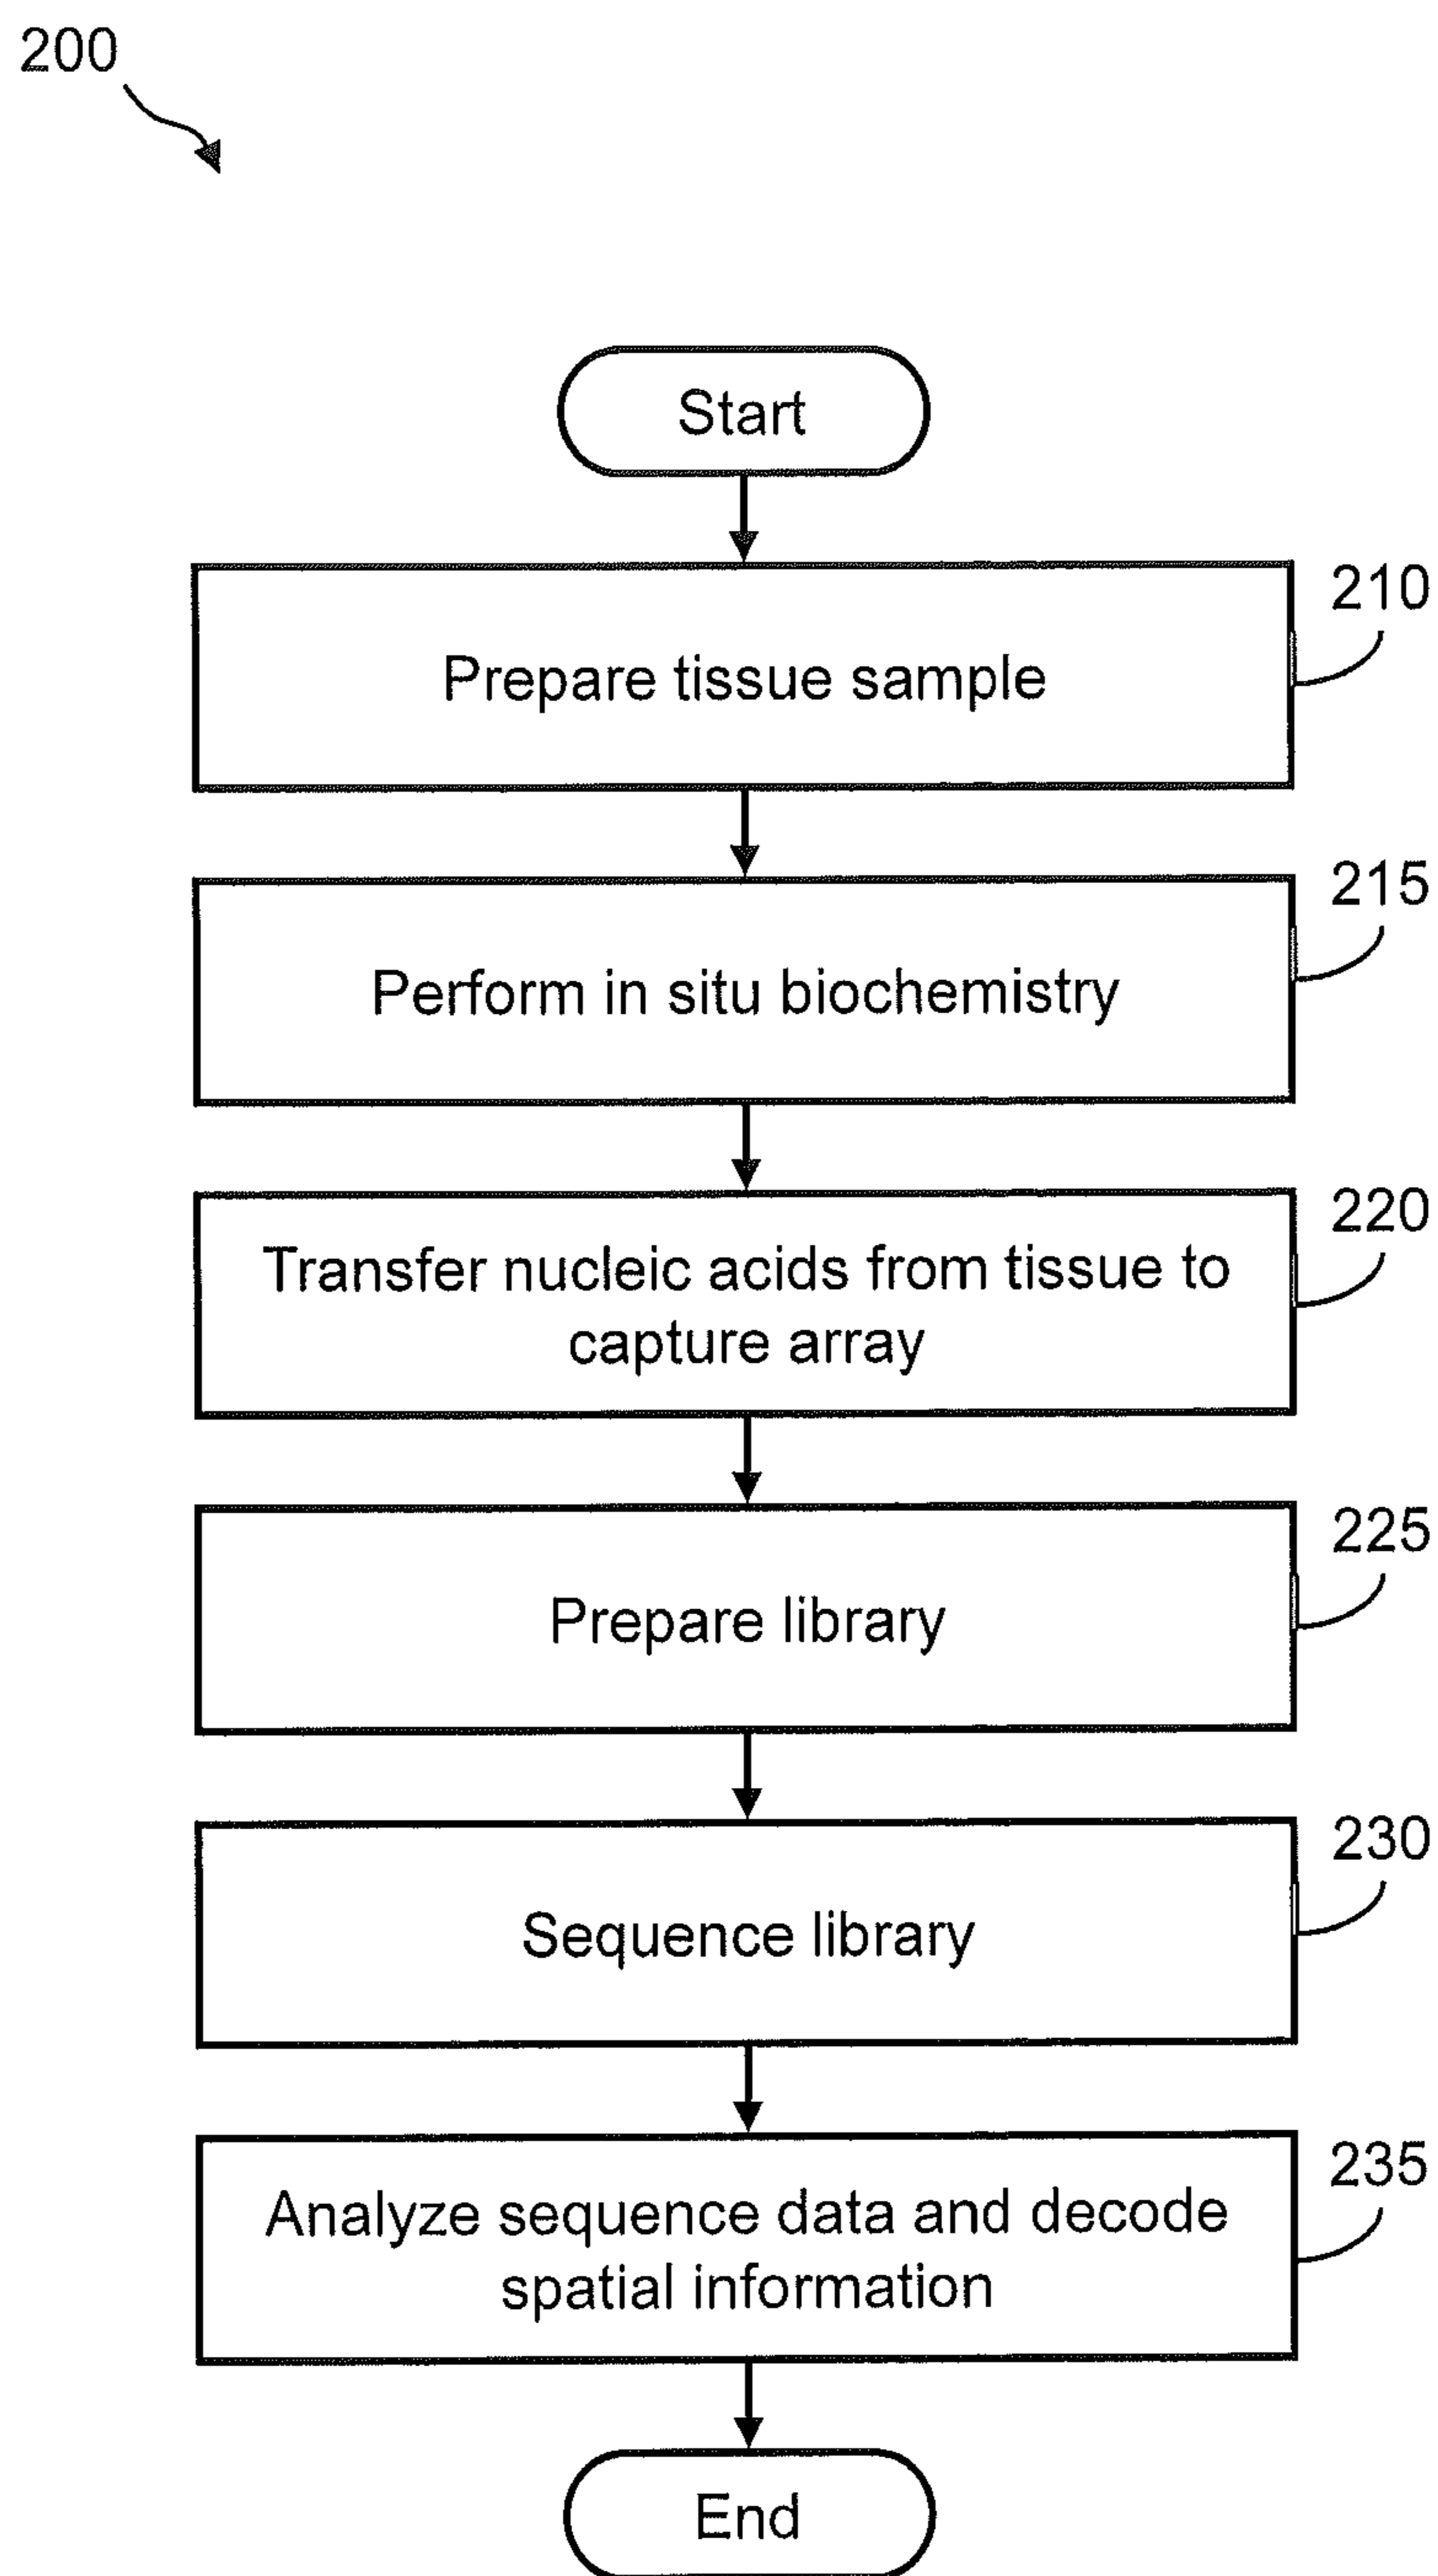 200
Start
210
Prepare tissue sample
215
Perform in situ biochemistry
220
Transfer nucleic acids from tissue to
capture array
225
Prepare library
230
Sequence library
235
Analyze sequence data and decode
spatial information
End